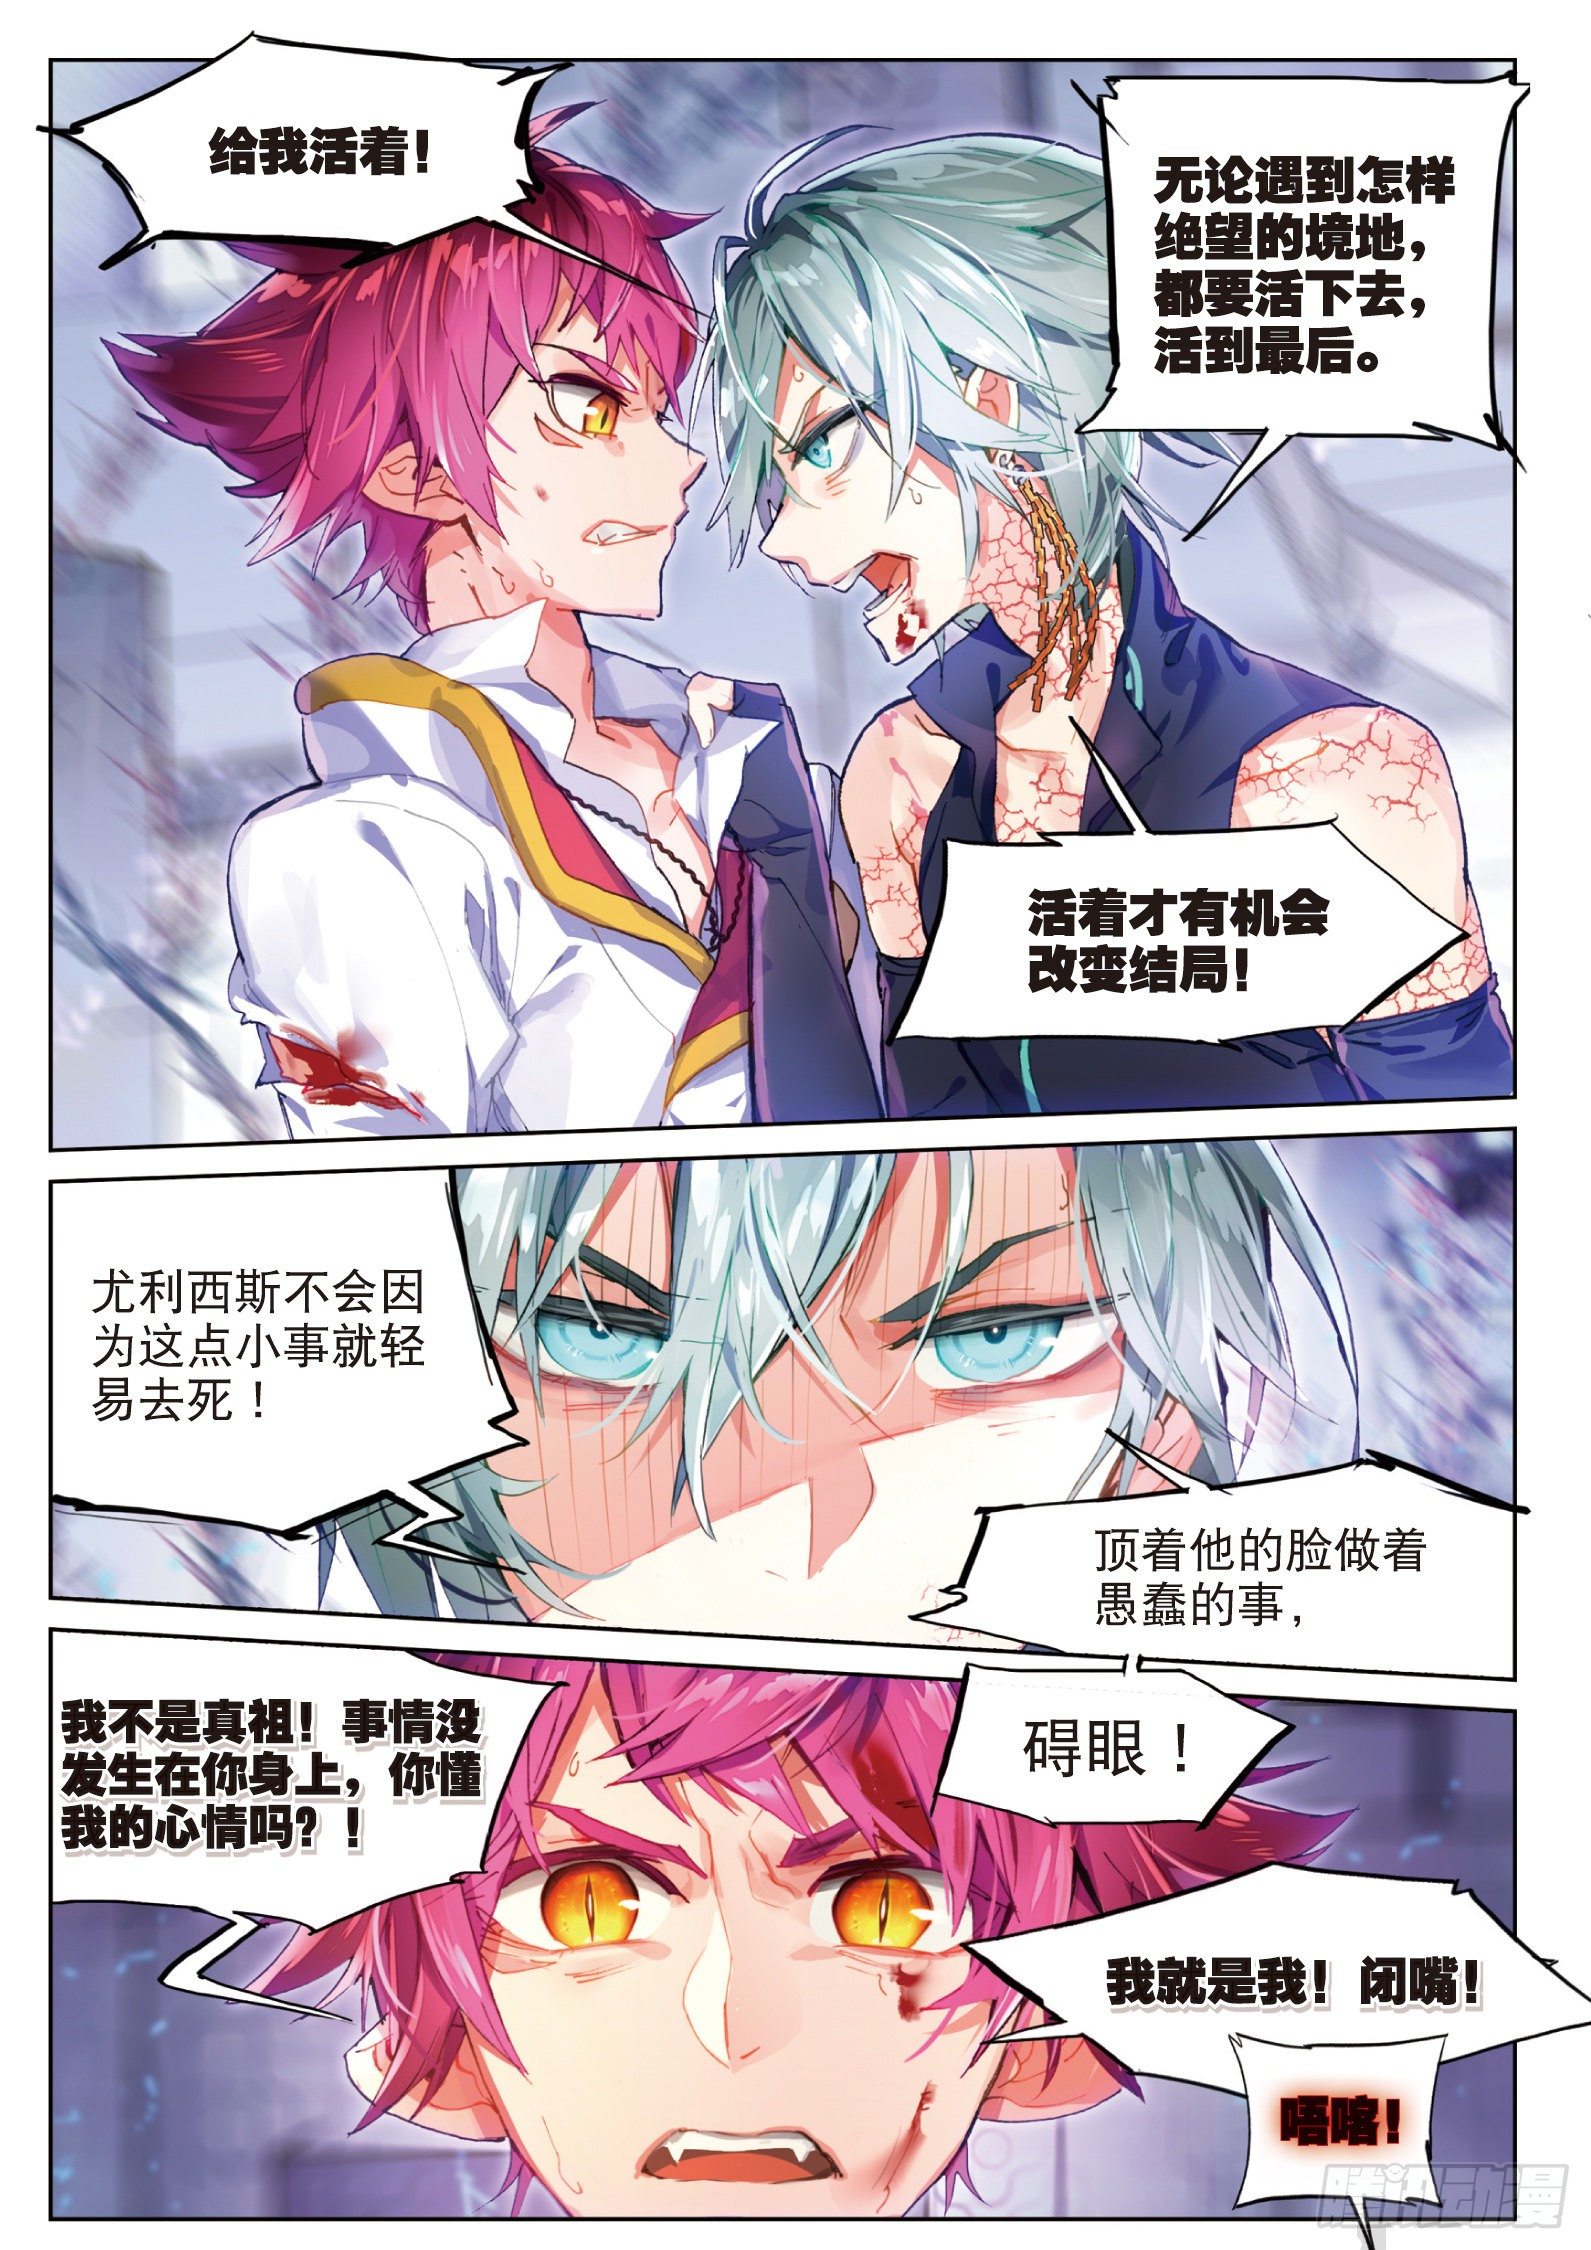 给我活着！
无论遇到怎样
绝望的境地，
都要活下去，
活到最后。
活着才有机会
改变结局！
尤利西斯不会因
为这点小事就轻
易去死！
顶着他的脸做着
愚蠢的事，
碍眼！
我不是真祖！事情没
发生在你身上，你懂
我的心情吗？！
我就是我！闭嘴！
唔喀！
腾讯动漫